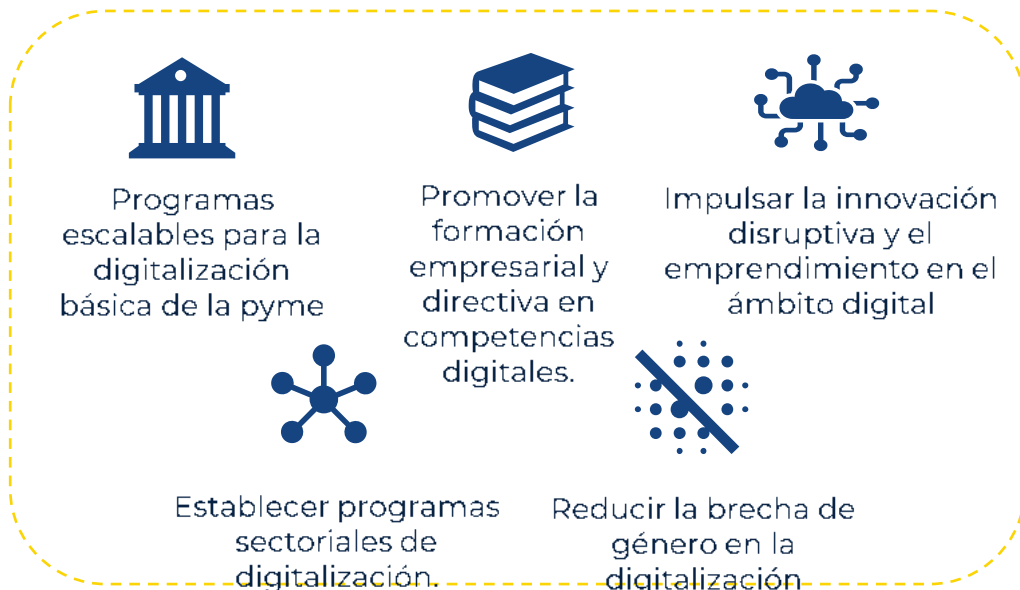 Programas
escalables para la
digitalización
básica de la pyme
Promover la
formación
empresarial y
directiva en
competencias
digitales.
Impulsar la innovación
disruptiva y el
emprendimiento en el
ámbito digital
Establecer programas
sectoriales de
digitalización.
Reducir la brecha de
género en la
digitalización